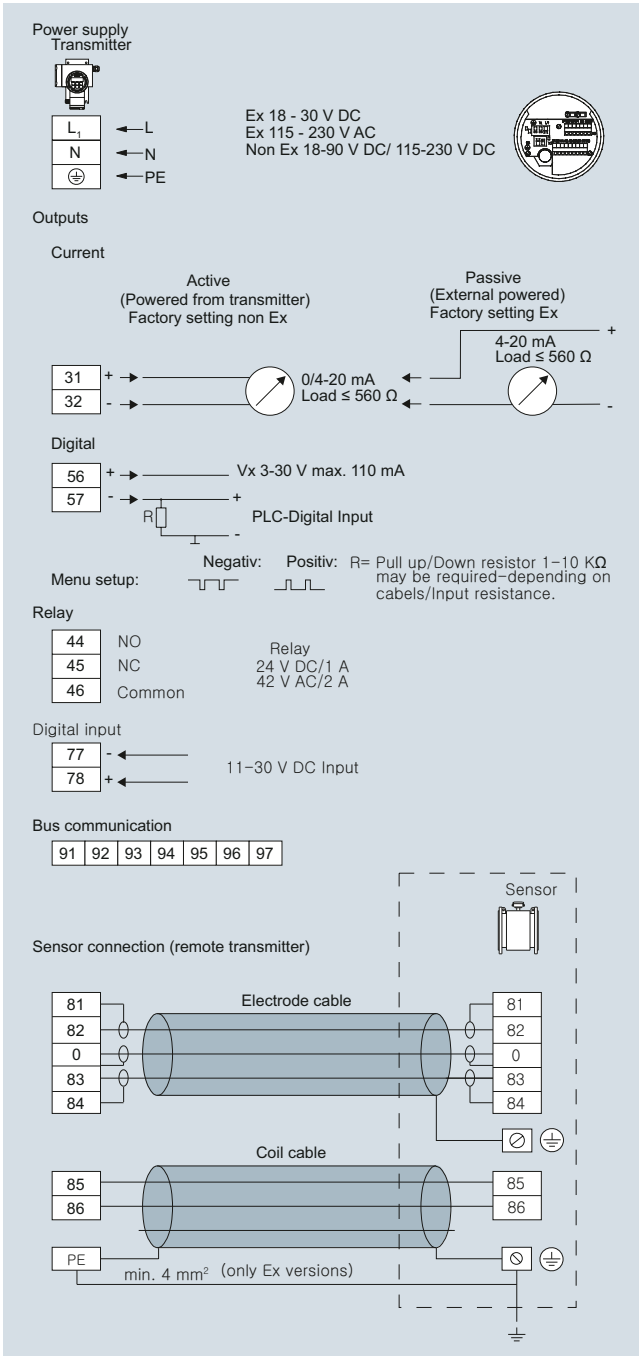 Power supply
Transmitter
L1
L
N
N
PE
Ex 18 - 30 V DC
Ex 115 - 230 V AC
Non Ex 18-90 V DC/ 115-230 V DC
Outputs
Current
Active
(Powered from transmitter)
Factory setting non Ex
Passive
(External powered)
Factory setting Ex
31 +
32 -
0/4-20 mA
Load ≤ 560 Ω
+
4-20 mA
Load ≤ 560 Ω
-
Digital
56 +
57 -
Vx 3-30 V max. 110 mA
+
R
PLC-Digital Input
-
Menu setup:
Negativ:
Positiv:
R= Pull up/Down resistor 1-10 KΩ
may be required-depending on
cabels/Input resistance.
Relay
44 NO
45 NC
46 Common
Relay
24 V DC/1 A
42 V AC/2 A
Digital input
77 -
78 +
11-30 V DC Input
Bus communication
91 92 93 94 95 96 97
Sensor
Sensor connection (remote transmitter)
Electrode cable
81
82
0
83
84
81
82
0
83
84
Coil cable
85
86
PE
85
86
min. 4 mm² (only Ex versions)